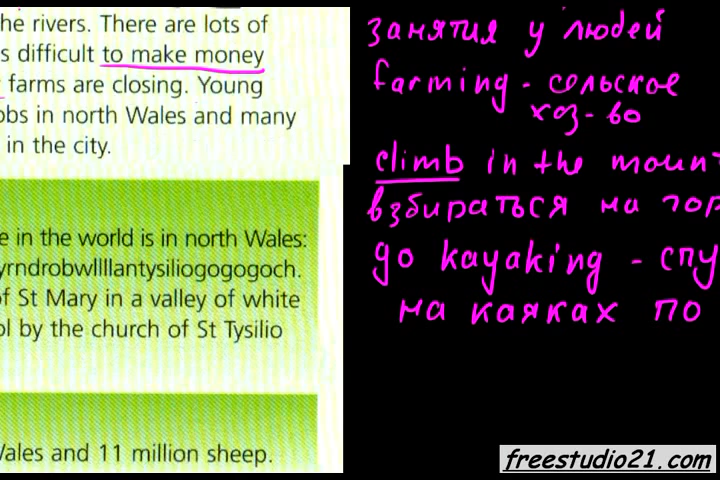 he rivers. There are lots of
s difficult to make money
farms are closing. Young
obs in north Wales and many
in the city.
e in the world is in north Wales:
yrndrobwllllantysiliogogogoch.
of St Mary in a valley of white
ol by the church of St Tysilio
Wales and 11 million sheep.
занятия у людей
farming - сельское
хоз-во
climb in the mount
взбираться на гор
go kayaking - спу
на каяках по
freestudio21.com